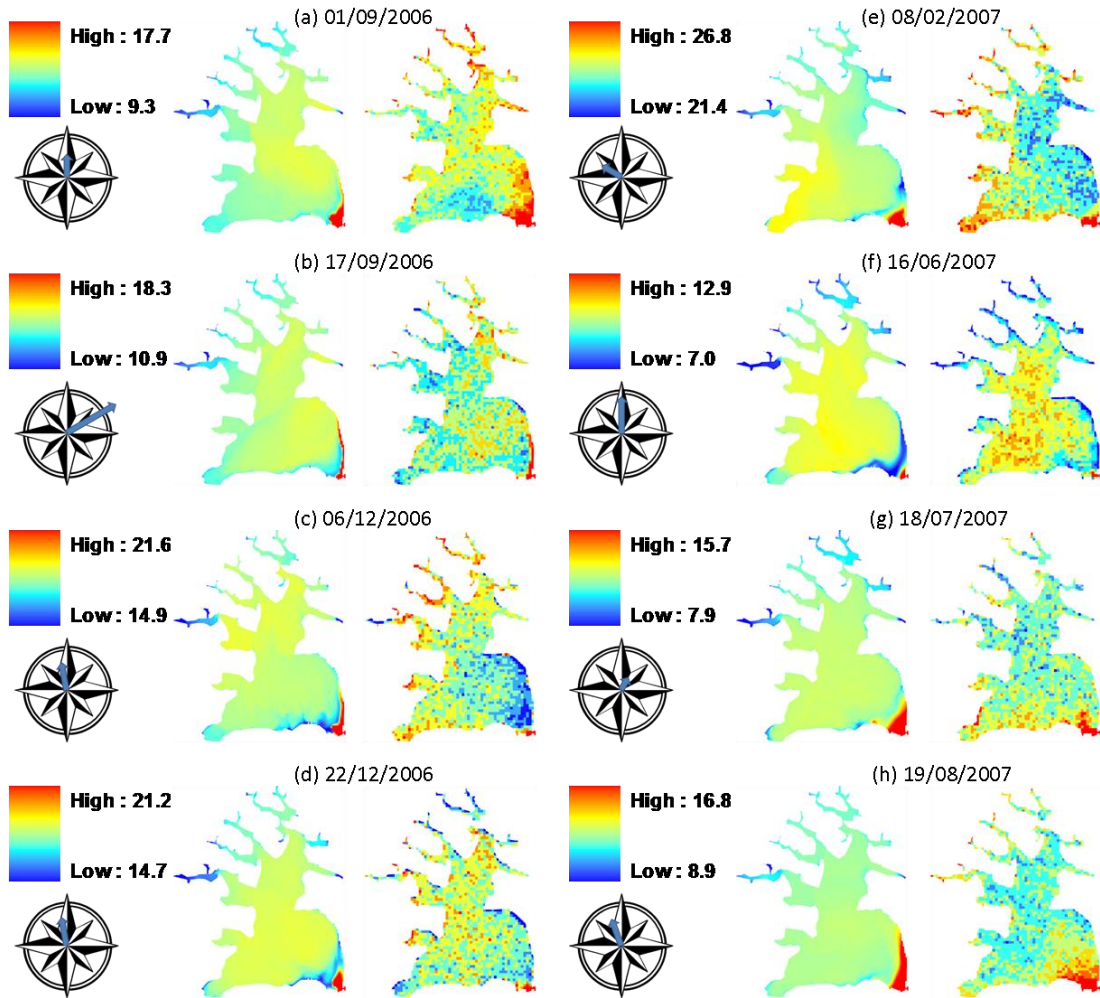 (a) 01/09/2006
High : 17.7
Low : 9.3
(e) 08/02/2007
High : 26.8
Low : 21.4
(b) 17/09/2006
High : 18.3
Low : 10.9
(f) 16/06/2007
High : 12.9
Low : 7.0
(c) 06/12/2006
High : 21.6
Low : 14.9
(g) 18/07/2007
High : 15.7
Low : 7.9
(d) 22/12/2006
High : 21.2
Low : 14.7
(h) 19/08/2007
High : 16.8
Low : 8.9